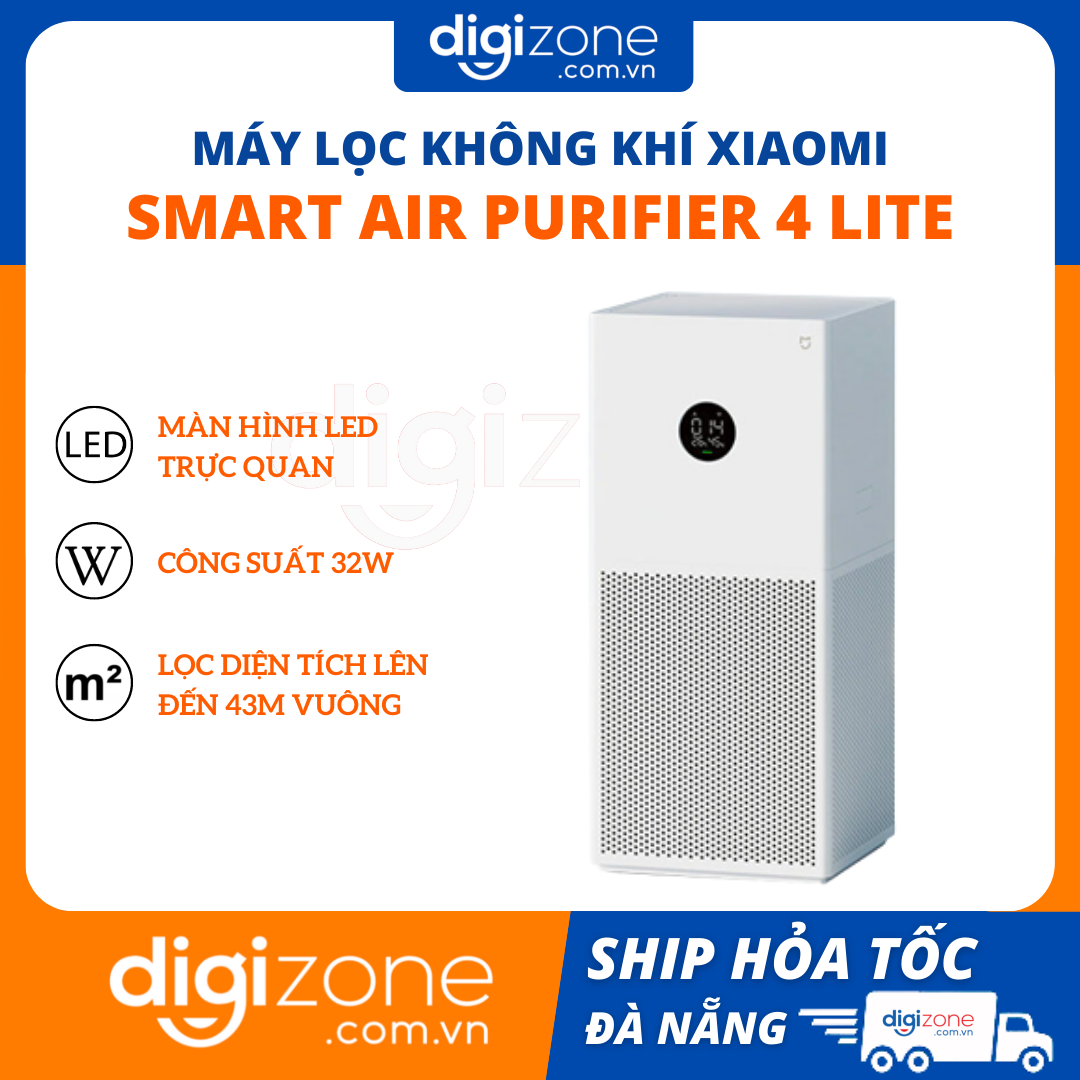 digizone
.com.vn
MÁY LỌC KHÔNG KHÍ XIAOMI
SMART AIR PURIFIER 4 LITE
digiz
LED
MÀN HÌNH LED
TRỰC QUAN
W
CÔNG SUẤT 32W
m²
LỌC DIỆN TÍCH LÊN
ĐẾN 43M VUÔNG
014
digizone
.com.vn
SHIP HỎA TỐC
ĐÀ NẴNG
digizone
.com.vn